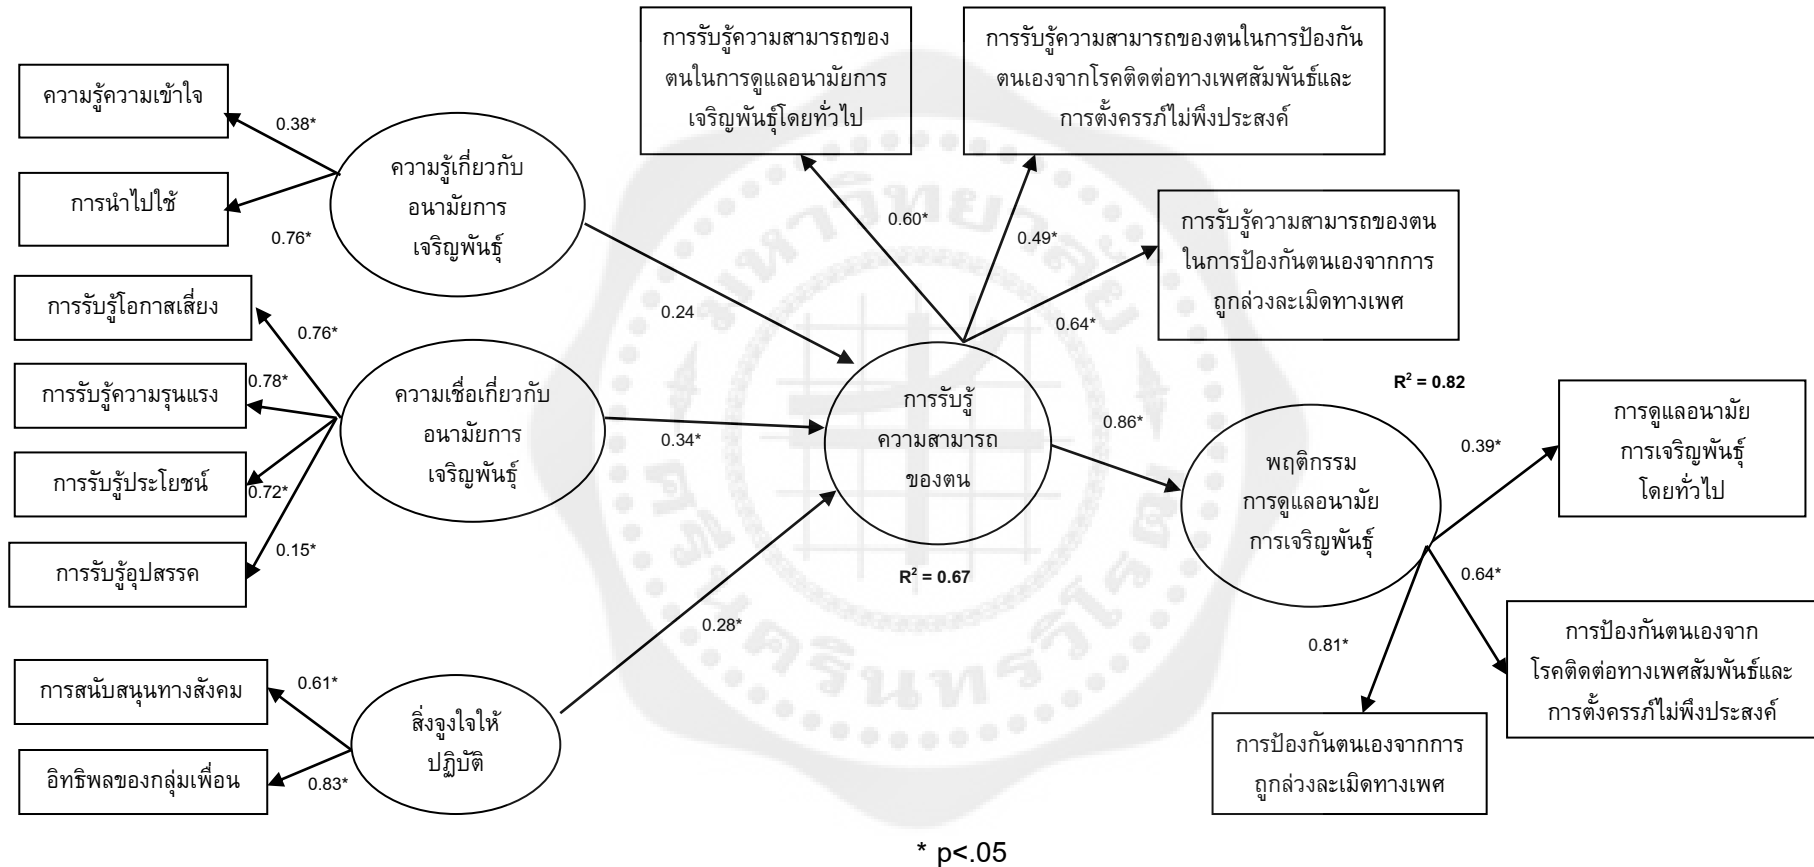 การรับรู้ความสามารถของ
ตนในการดูแลอนามัยการ
เจริญพันธุ์โดยทั่วไป
การรับรู้ความสามารถของตนในการป้องกัน
ตนเองจากโรคติดต่อทางเพศสัมพันธ์และ
การตั้งครรภ์ไม่พึงประสงค์
ความรู้ความเข้าใจ
0.38*
การนำไปใช้
0.76*
ความรู้เกี่ยวกับ
อนามัยการ
เจริญพันธุ์
0.60*
0.49*
การรับรู้ความสามารถของตน
ในการป้องกันตนเองจากการ
ถูกล่วงละเมิดทางเพศ
0.64*
0.24
การรับรู้โอกาสเสี่ยง
0.76*
การรับรู้ความรุนแรง
0.78*
การรับรู้ประโยชน์
0.72*
การรับรู้อุปสรรค
0.15*
ความเชื่อเกี่ยวกับ
อนามัยการ
เจริญพันธุ์
0.34*
การรับรู้
ความสามารถ
ของตน
R² = 0.67
0.86*
R² = 0.82
พฤติกรรม
การดูแลอนามัย
การเจริญพันธุ์
0.39*
การดูแลอนามัย
การเจริญพันธุ์
โดยทั่วไป
0.64*
การป้องกันตนเองจาก
โรคติดต่อทางเพศสัมพันธ์และ
การตั้งครรภ์ไม่พึงประสงค์
0.81*
การป้องกันตนเองจากการ
ถูกล่วงละเมิดทางเพศ
การสนับสนุนทางสังคม
0.61*
อิทธิพลของกลุ่มเพื่อน
0.83*
สิ่งจูงใจให้
ปฏิบัติ
0.28*
* p<.05
มหาวิทยาลัย
ศรีนครินทรวิโรฒ